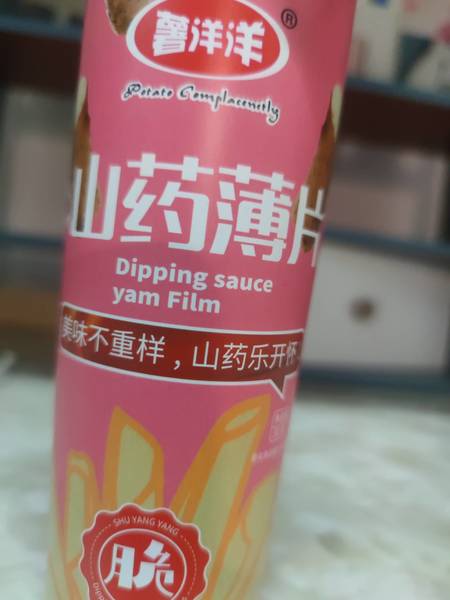 薯洋洋®
Potato Complacently
山药薄片
Dipping sauce
yam Film
美味不重样，山药乐开怀
SHU YANG YANG
脆